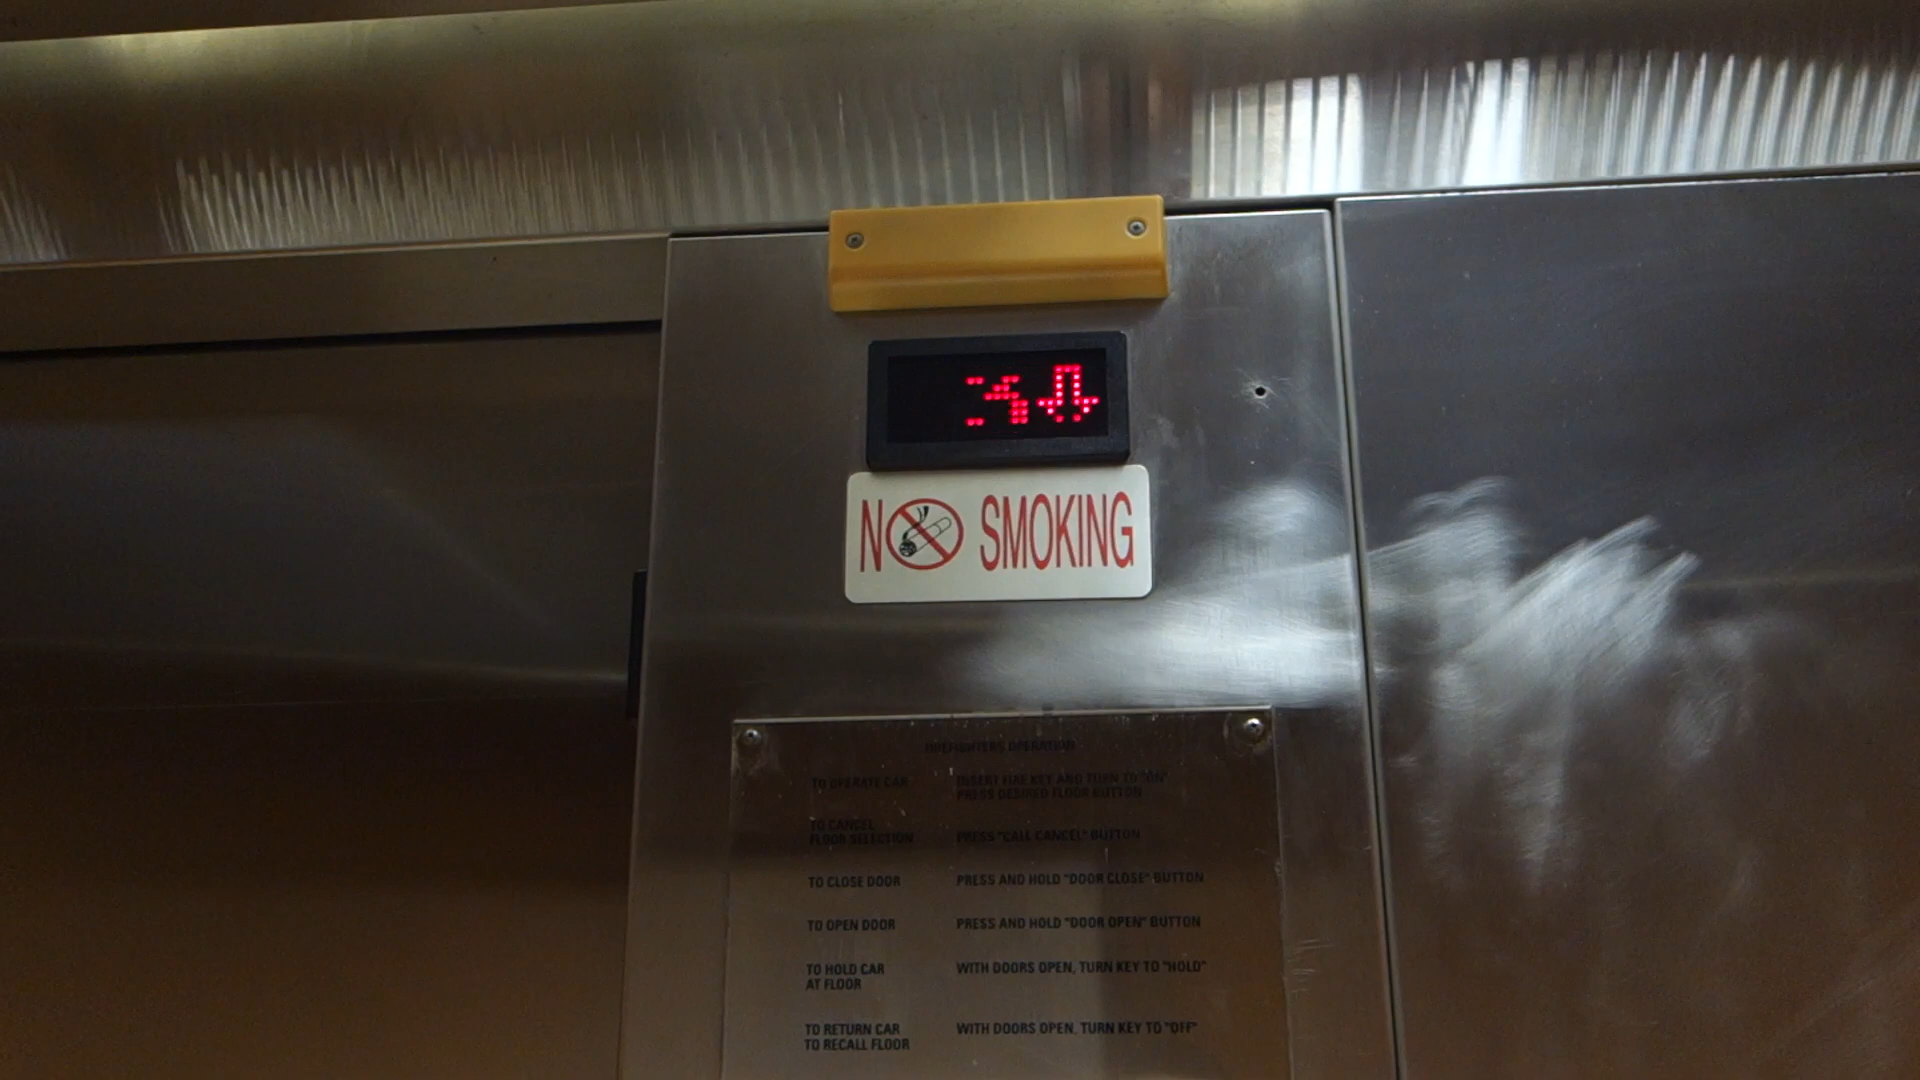 NO SMOKING
FIREFIGHTERS OPERATION
TO OPERATE CAR
INSERT FIRE KEY AND TURN TO "ON"
PRESS DESIRED FLOOR BUTTON
TO CANCEL
FLOOR SELECTION
PRESS "CALL CANCEL" BUTTON
TO CLOSE DOOR
PRESS AND HOLD "DOOR CLOSE" BUTTON
TO OPEN DOOR
PRESS AND HOLD "DOOR OPEN" BUTTON
TO HOLD CAR
AT FLOOR
WITH DOORS OPEN, TURN KEY TO "HOLD"
TO RETURN CAR
TO RECALL FLOOR
WITH DOORS OPEN, TURN KEY TO "OFF"